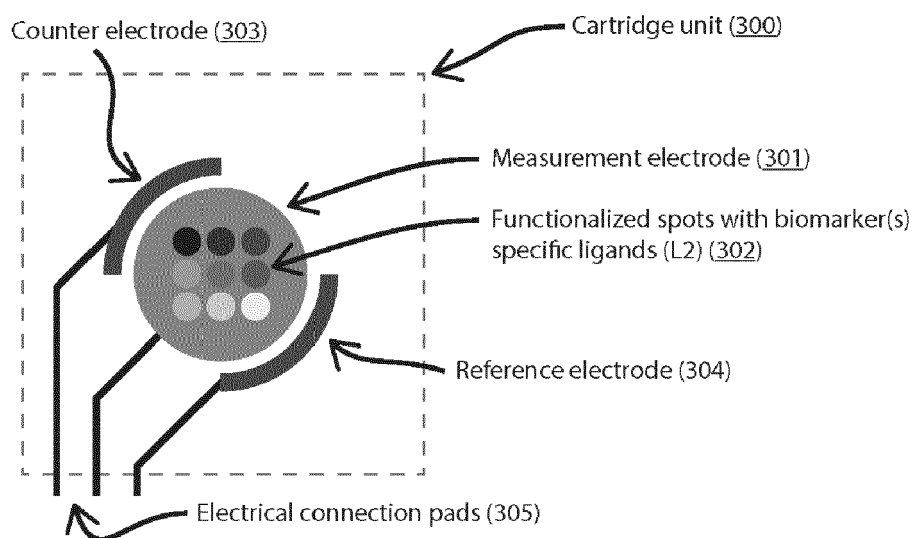 Counter electrode (303)
Cartridge unit (300)
Measurement electrode (301)
Functionalized spots with biomarker(s)
specific ligands (L2) (302)
Reference electrode (304)
Electrical connection pads (305)